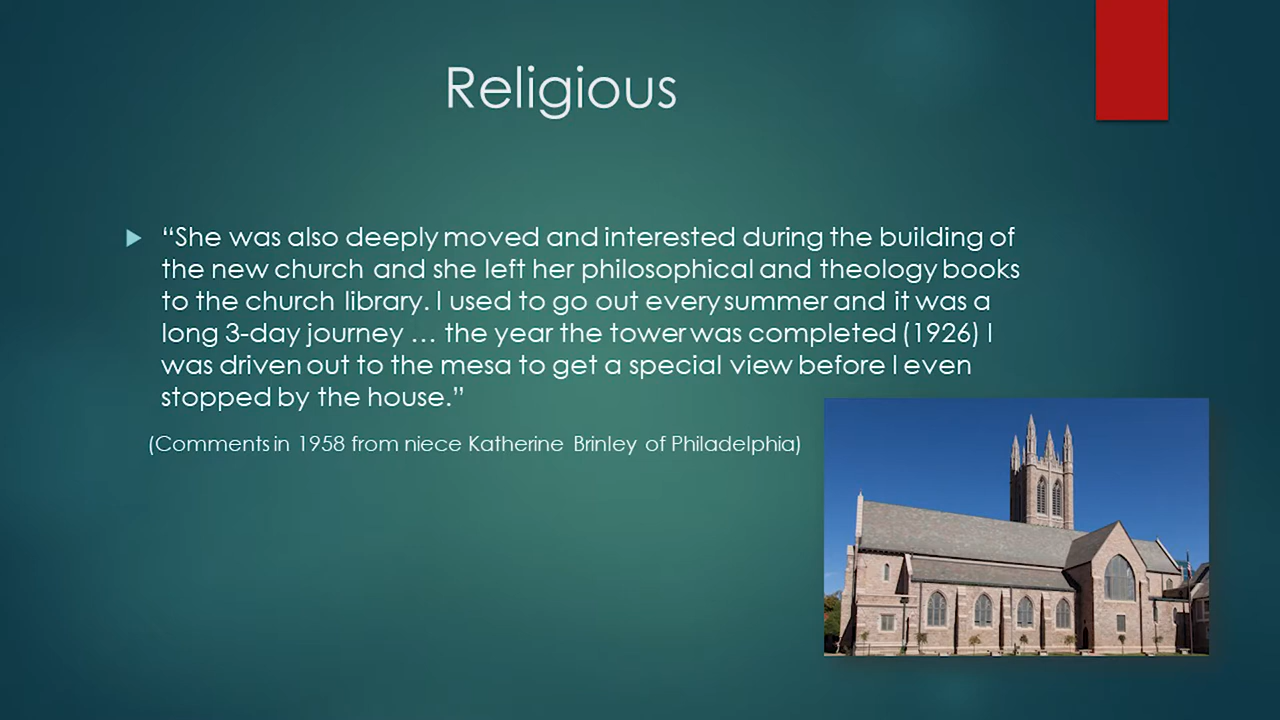 Religious
“She was also deeply moved and interested during the building of
the new church and she left her philosophical and theology books
to the church library. I used to go out every summer and it was a
long 3-day journey … the year the tower was completed (1926) I
was driven out to the mesa to get a special view before I even
stopped by the house.”
(Comments in 1958 from niece Katherine Brinley of Philadelphia)